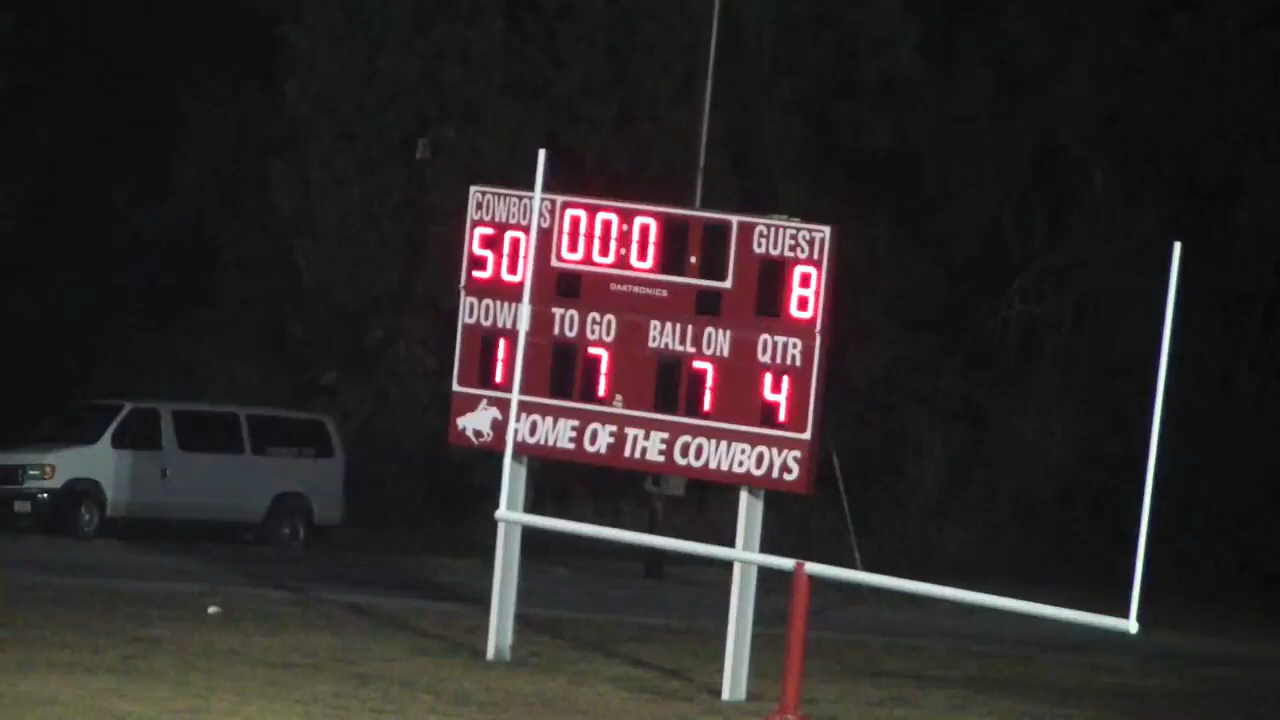 COWBOYS 00:0 GUEST
50 8
DAKTRONICS
DOWN TO GO BALL ON QTR
1 7 7 4
HOME OF THE COWBOYS